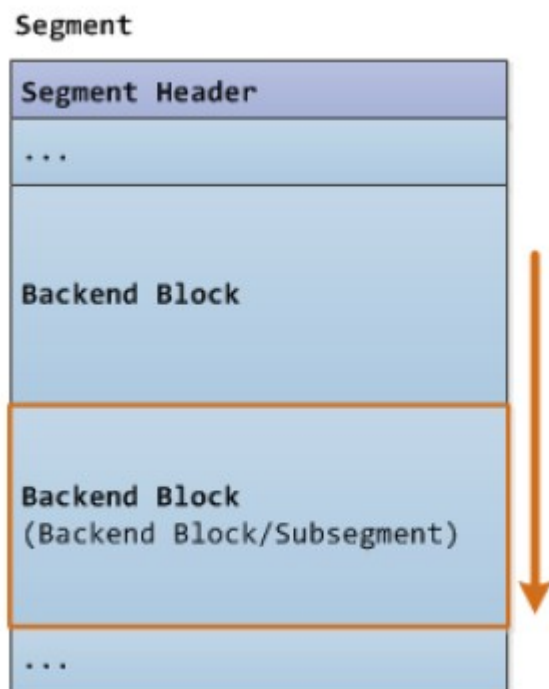 Segment
Segment Header
...
Backend Block
Backend Block
(Backend Block/Subsegment)
...